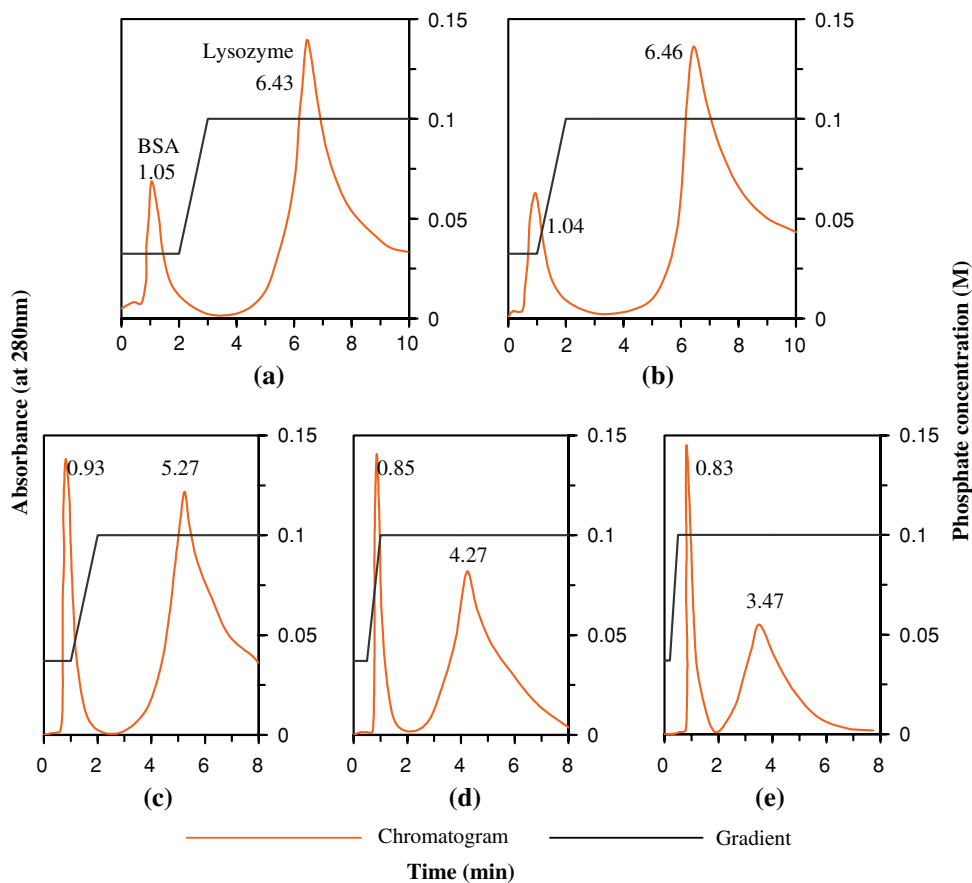 Absorbance (at 280nm)
Phosphate concentration (M)
Lysozyme
6.43
BSA
1.05
0.15
0.1
0.05
0
0 2 4 6 8 10
(a)
6.46
1.04
0.15
0.1
0.05
0
0 2 4 6 8 10
(b)
0.93
5.27
0.15
0.1
0.05
0
0 2 4 6 8
(c)
0.85
4.27
0.15
0.1
0.05
0
0 2 4 6 8
(d)
0.83
3.47
0.15
0.1
0.05
0
0 2 4 6 8
(e)
Chromatogram
Gradient
Time (min)